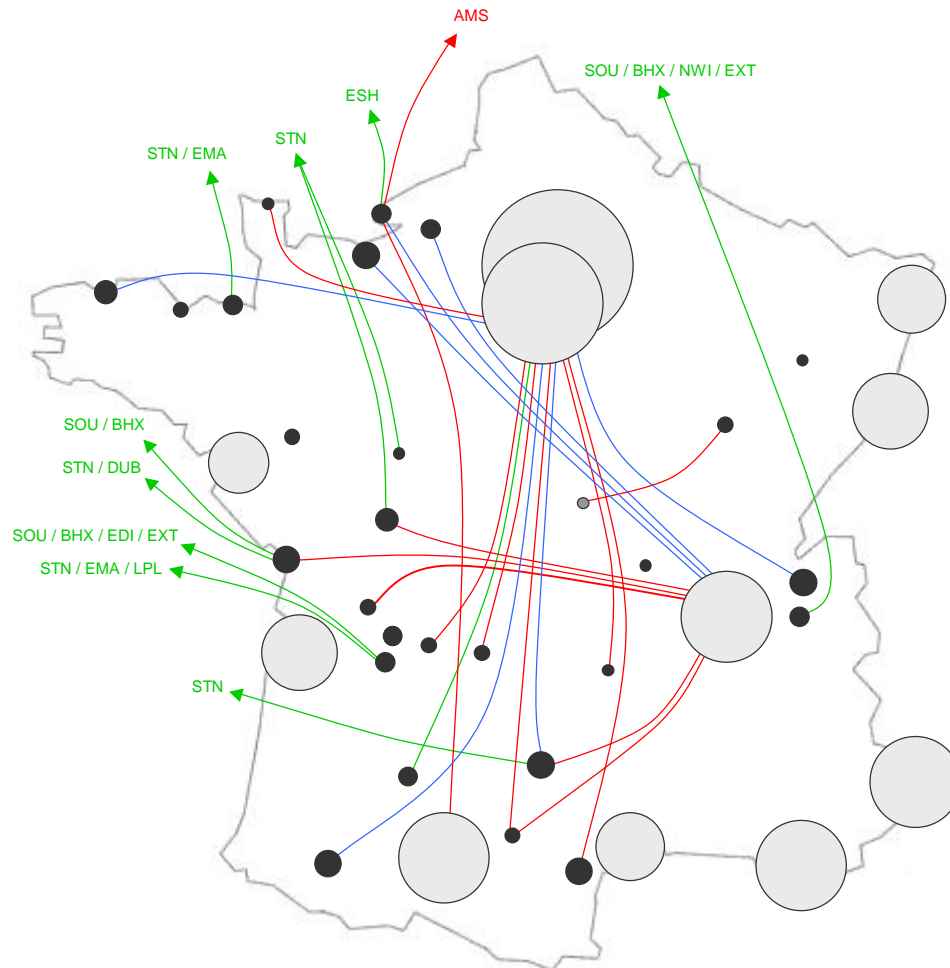 AMS
SOU / BHX / NWI / EXT
ESH
STN
STN / EMA
SOU / BHX
STN / DUB
SOU / BHX / EDI / EXT
STN / EMA / LPL
STN